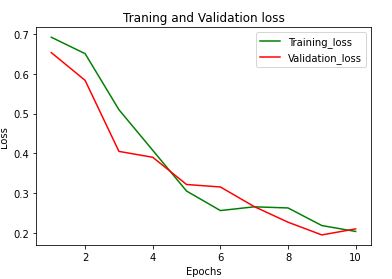 Traning and Validation loss
Training_loss
Validation_loss
0.7
0.6
0.5
0.4
0.3
0.2
Loss
2
4
6
8
10
Epochs